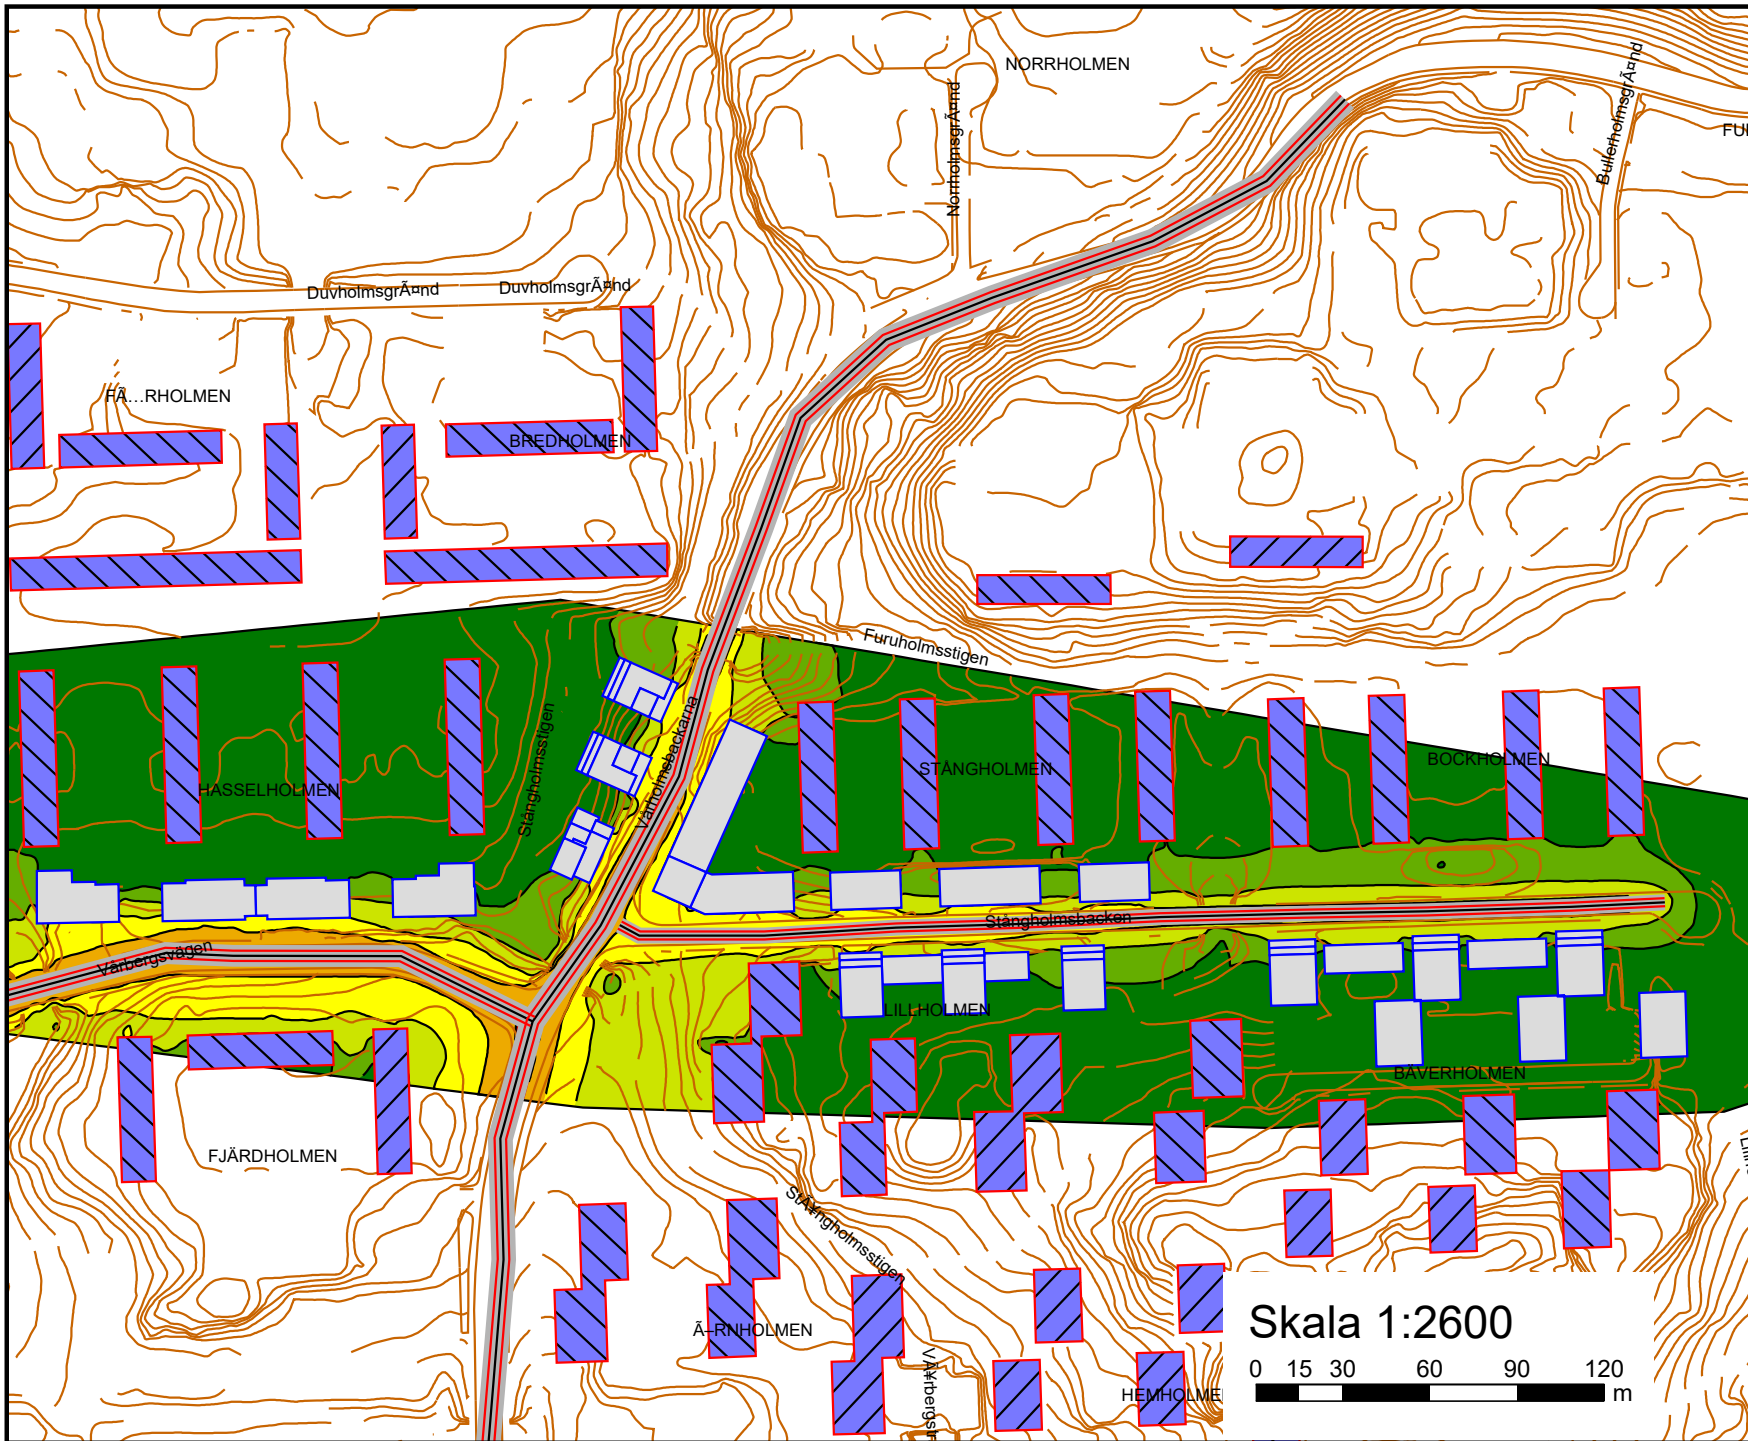 NORRHOLMEN
BullerholmsgrÃ¤nd
NorrholmsgrÃ¤nd
DuvholmsgrÃ¤nd
DuvholmsgrÃ¤nd
FÃ…RHOLMEN
BREDHOLMEN
Furuholmsstigen
Stångholmsstigen
Vårholmsbackarna
HASSELHOLMEN
STÅNGHOLMEN
BOCKHOLMEN
Stångholmsbacken
Vårbergsvägen
LILLHOLMEN
BÄVERHOLMEN
FJÄRDHOLMEN
StÃ¥ngholmsstigen
Ã–RNHOLMEN
HEMHOLME
Skala 1:2600
0 15 30 60 90 120
m